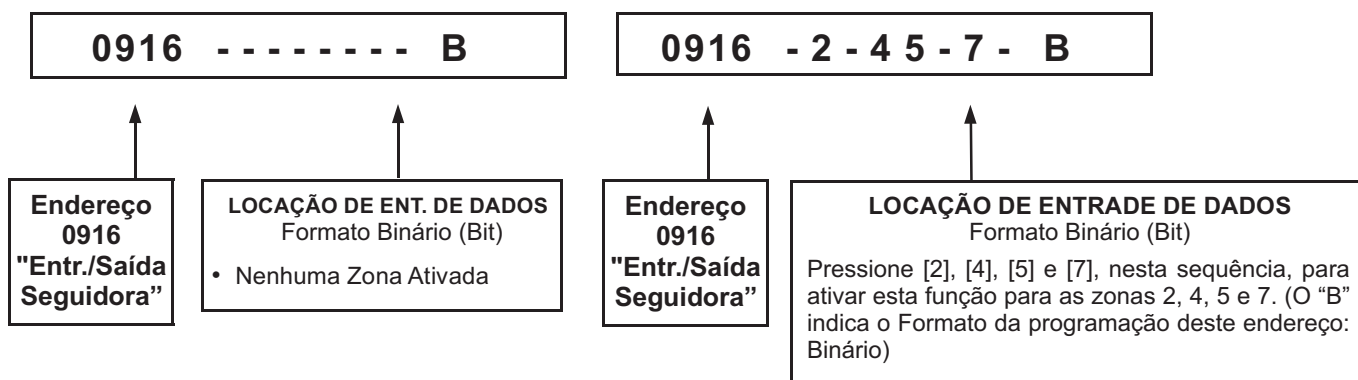 0916 - - - - - - - - B
0916 - 2 - 4 5 - 7 - B
Endereço
0916
"Entr./Saída
Seguidora”
LOCAÇÃO DE ENT. DE DADOS
Formato Binário (Bit)
• Nenhuma Zona Ativada
Endereço
0916
"Entr./Saída
Seguidora”
LOCAÇÃO DE ENTRADE DE DADOS
Formato Binário (Bit)
Pressione [2], [4], [5] e [7], nesta sequência, para
ativar esta função para as zonas 2, 4, 5 e 7. (O “B”
indica o Formato da programação deste endereço:
Binário)